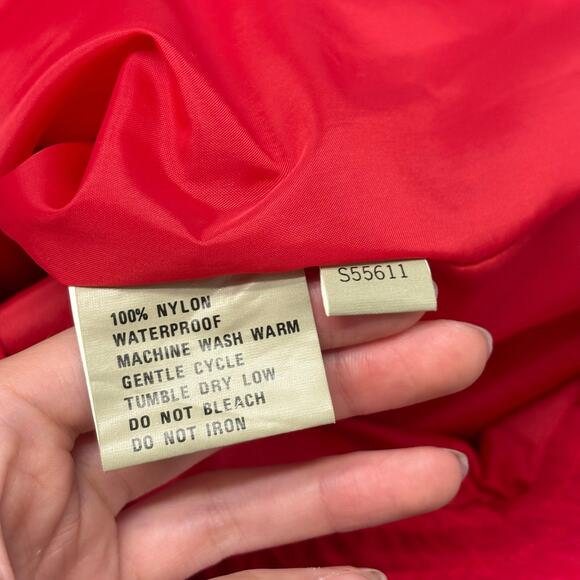 S55611
100% NYLON
WATERPROOF
MACHINE WASH WARM
GENTLE CYCLE
TUMBLE DRY LOW
DO NOT BLEACH
DO NOT IRON